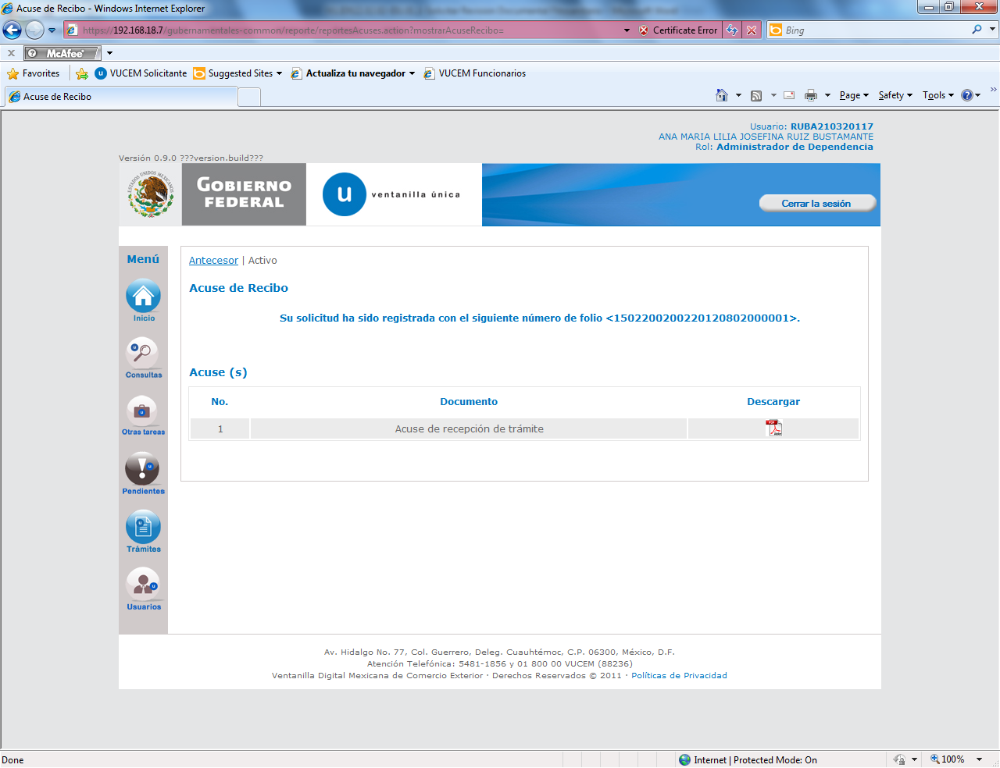 Acuse de Recibo - Windows Internet Explorer
https://192.168.18.7/gubernamentales-common/reporte/reportesAcuses.action?mostrarAcuseRecibo=
Certificate Error
Bing
x McAfee
Favorites
VUCEM Solicitante
Suggested Sites
Actualiza tu navegador
VUCEM Funcionarios
Acuse de Recibo
Page
Safety
Tools
Usuario: RUBA210320117
ANA MARIA LILIA JOSEFINA RUIZ BUSTAMANTE
Rol: Administrador de Dependencia
Versión 0.9.0 ???version.build???
ESTADOS UNIDOS MEXICANOS
GOBIERNO
FEDERAL
u ventanilla única
Cerrar la sesión
Menú
Inicio
Consultas
Otras tareas
Pendientes
Trámites
Usuarios
Antecesor | Activo
Acuse de Recibo
Su solicitud ha sido registrada con el siguiente número de folio <1502200200220120802000001>.
Acuse (s)
No. Documento Descargar
1 Acuse de recepción de trámite
Av. Hidalgo No. 77, Col. Guerrero, Deleg. Cuauhtémoc, C.P. 06300, México, D.F.
Atención Telefónica: 5481-1856 y 01 800 00 VUCEM (88236)
Ventanilla Digital Mexicana de Comercio Exterior · Derechos Reservados © 2011 · Políticas de Privacidad
Done
Internet | Protected Mode: On
100%